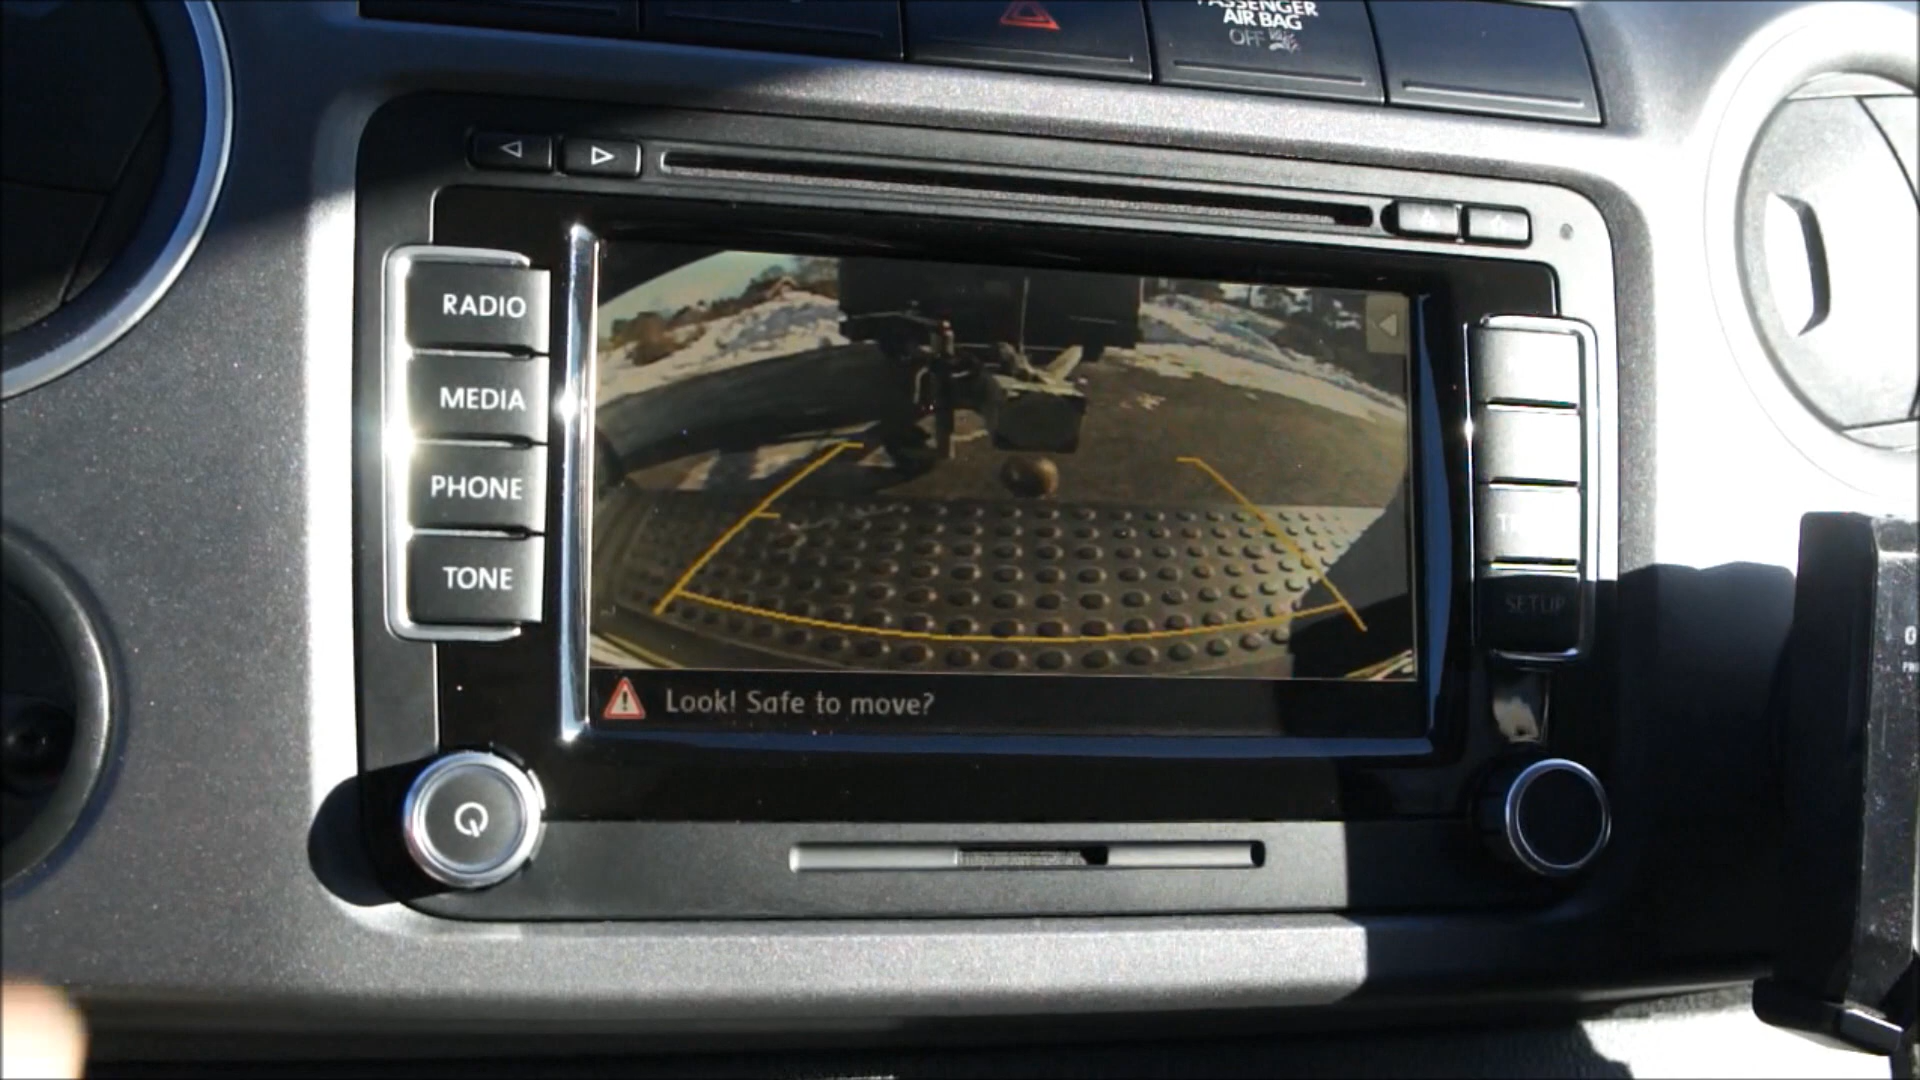 PASSENGER
AIR BAG
OFF
RADIO
MEDIA
PHONE
TONE
SETUP
Look! Safe to move?